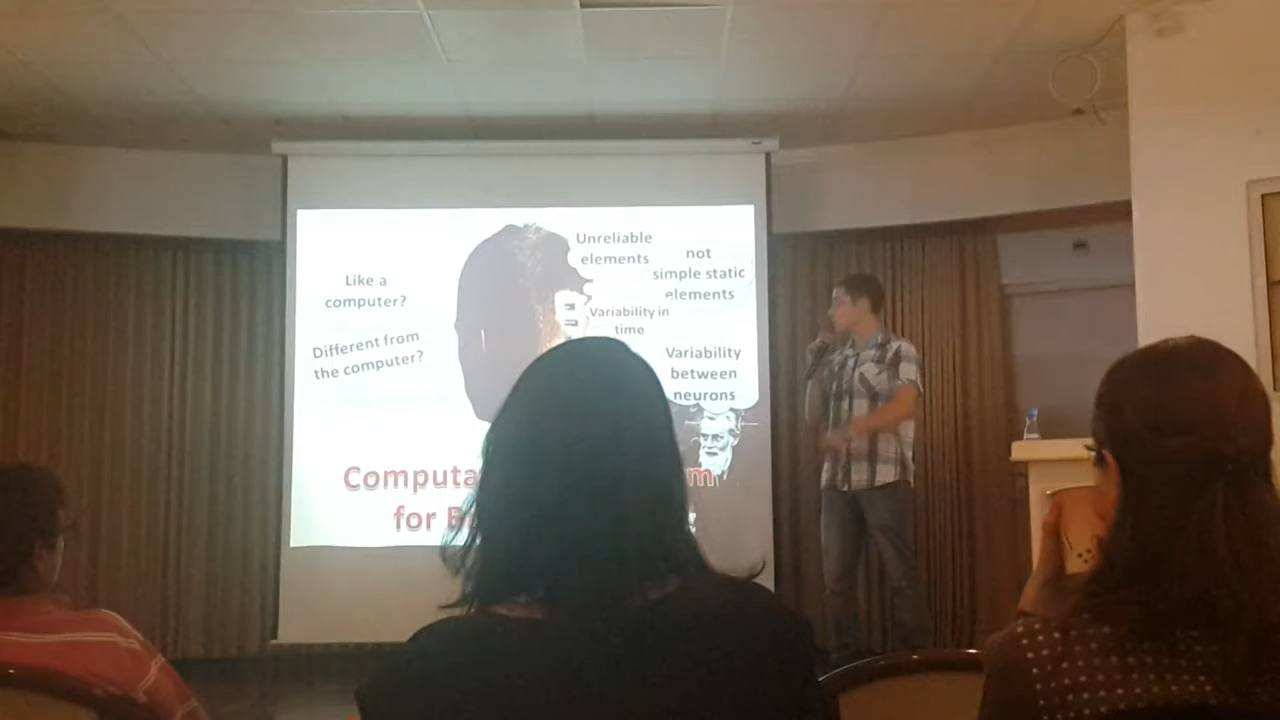 Like a
computer?
Different from
the computer?
Unreliable
elements
not
simple static
elements
Variability in
time
Variability
between
neurons
for